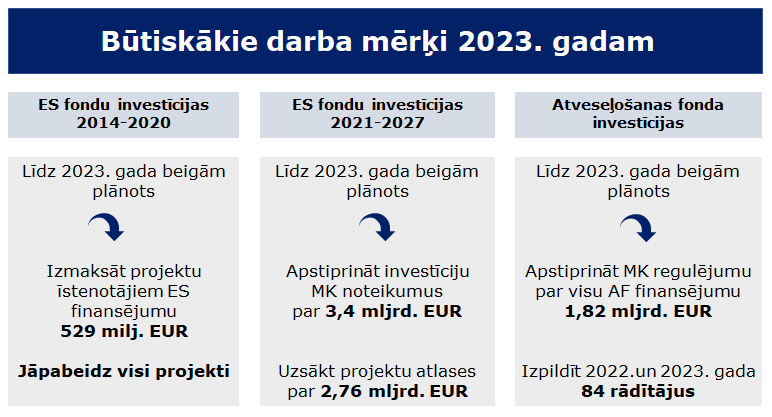 Būtiskākie darba mērķi 2023. gadam
ES fondu investīcijas
2014-2020
Līdz 2023. gada beigām
plānots
Izmaksāt projektu
īstenotājiem ES
finansējumu
529 milj. EUR
Jāpabeidz visi projekti
ES fondu investīcijas
2021-2027
Līdz 2023. gada beigām
plānots
Apstiprināt investīciju
MK noteikumus
par 3,4 mljrd. EUR
Uzsākt projektu atlases
par 2,76 mljrd. EUR
Atveseļošanas fonda
investīcijas
Līdz 2023. gada beigām
plānots
Apstiprināt MK regulējumu
par visu AF finansējumu
1,82 mljrd. EUR
Izpildīt 2022.un 2023. gada
84 rādītājus